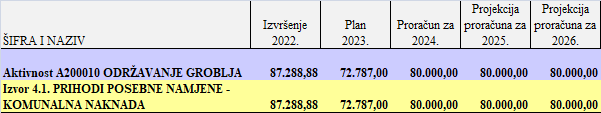 ŠIFRA I NAZIV Izvršenje 2022. Plan 2023. Proračun za 2024. Projekcija proračuna za 2025. Projekcija proračuna za 2026.
Aktivnost A200010 ODRŽAVANJE GROBLJA 87.288,88 72.787,00 80.000,00 80.000,00 80.000,00
Izvor 4.1. PRIHODI POSEBNE NAMJENE -
KOMUNALNA NAKNADA 87.288,88 72.787,00 80.000,00 80.000,00 80.000,00